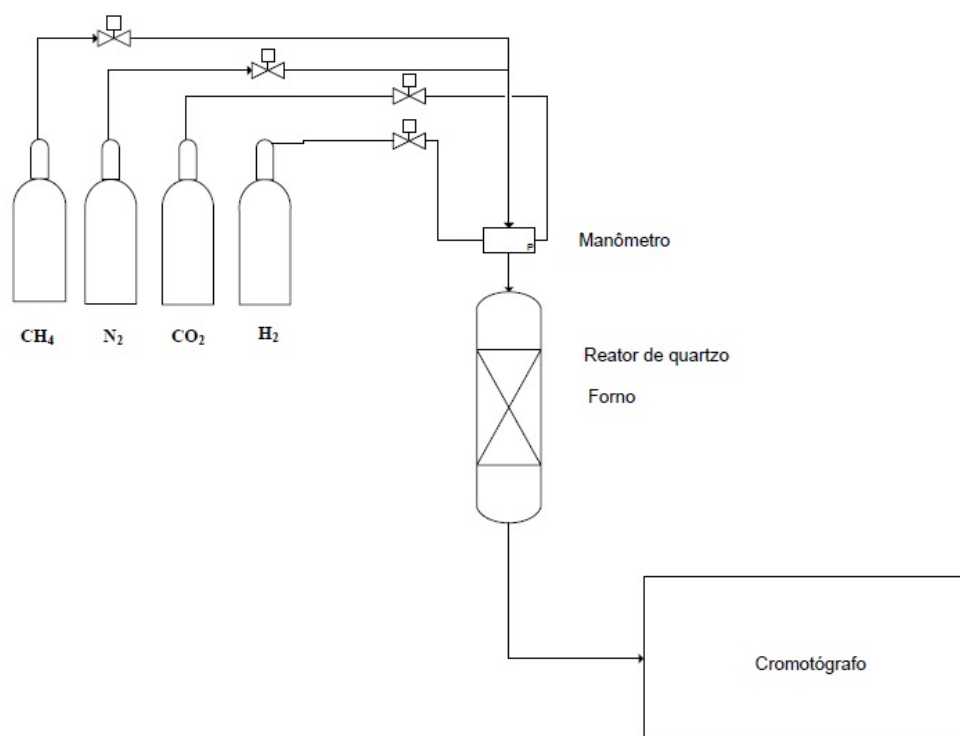 CH₄ N₂ CO₂ H₂
P
Manômetro
Reator de quartzo
Forno
Cromotógrafo